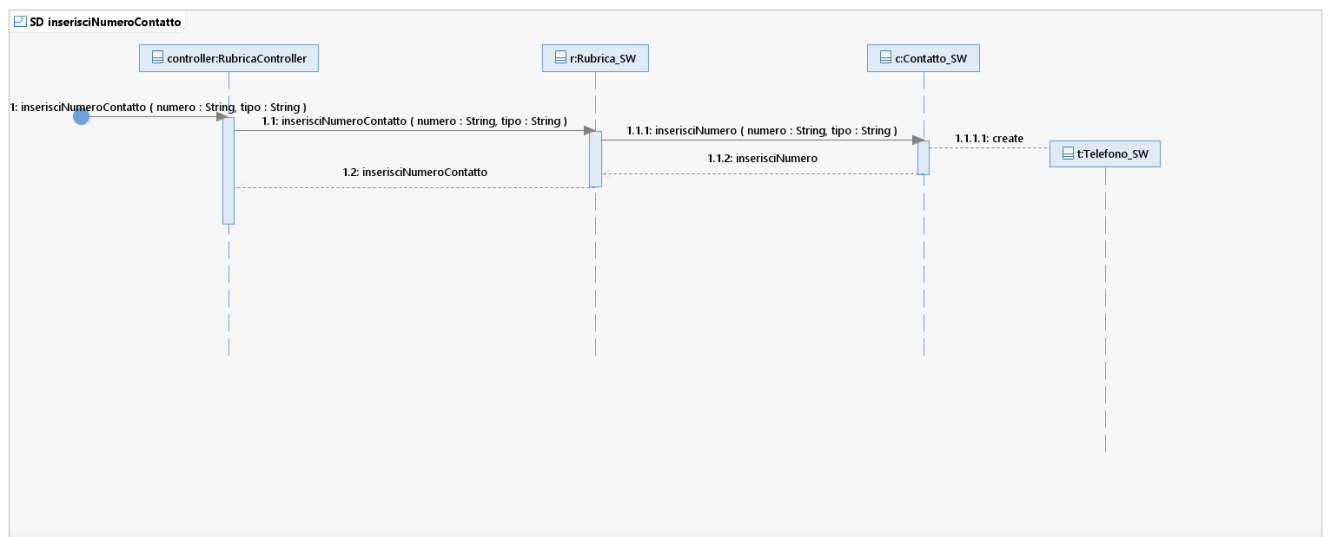 SD inserisciNumeroContatto
controller:RubricaController
r:Rubrica_SW
c:Contatto_SW
1: inserisciNumeroContatto ( numero : String, tipo : String )
1.1: inserisciNumeroContatto ( numero : String, tipo : String )
1.1.1: inserisciNumero ( numero : String, tipo : String )
1.1.1.1: create
t:Telefono_SW
1.1.2: inserisciNumero
1.2: inserisciNumeroContatto